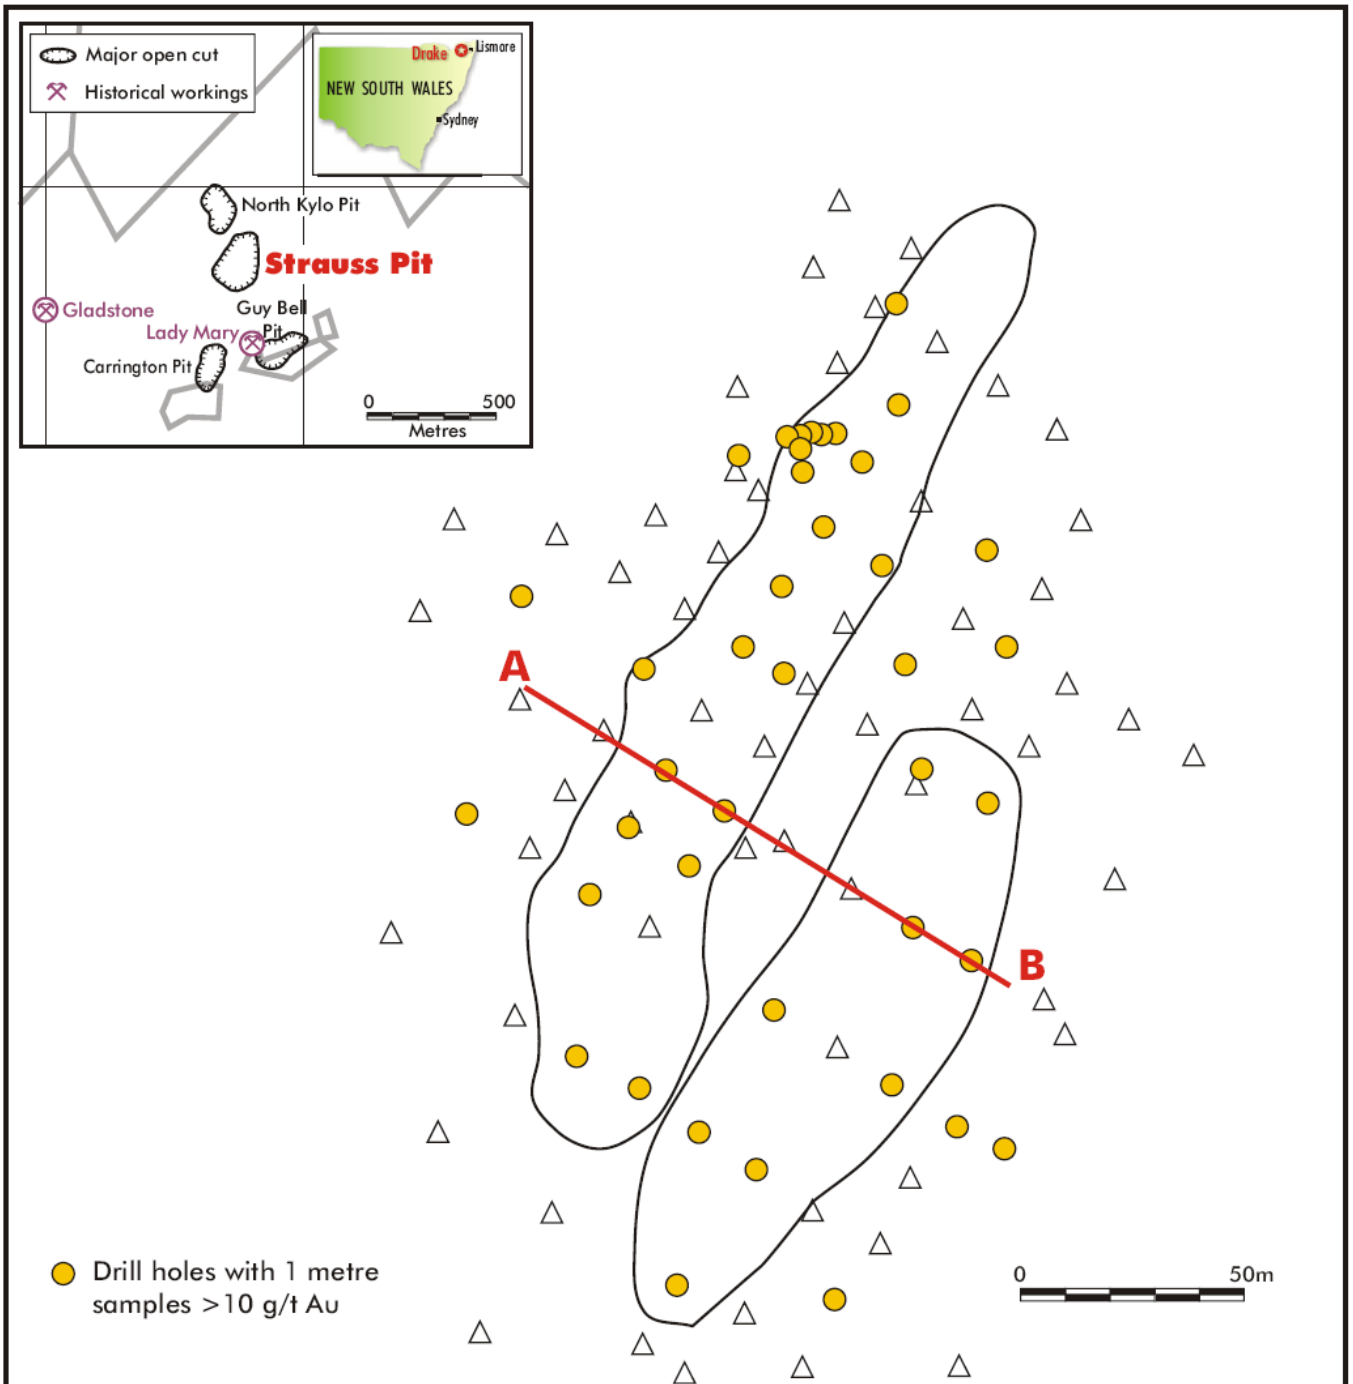 Major open cut
Historical workings
Drake
Lismore
NEW SOUTH WALES
Sydney
North Kylo Pit
Strauss Pit
Gladstone
Guy Bell
Pit
Lady Mary
Carrington Pit
0 500
Metres
A
B
Drill holes with 1 metre
samples >10 g/t Au
0 50m